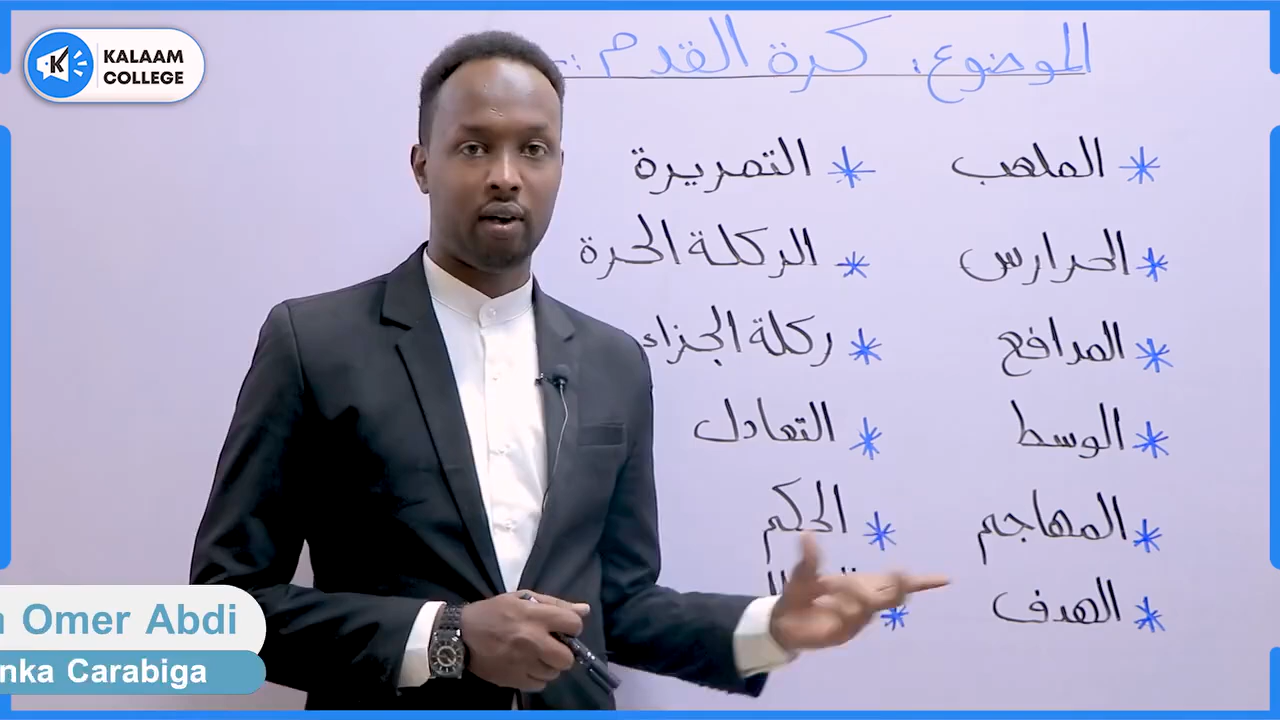 KALAAM
COLLEGE
الموضوع: كرة القدم :-
* الملعب
* الحارس
* المدافع
* الوسط
* المهاجم
* الهدف
* التمريرة
* الركلة الحرة
* ركلة الجزاء
* التعادل
* الحكم
*
Omer Abdi
nka Carabiga